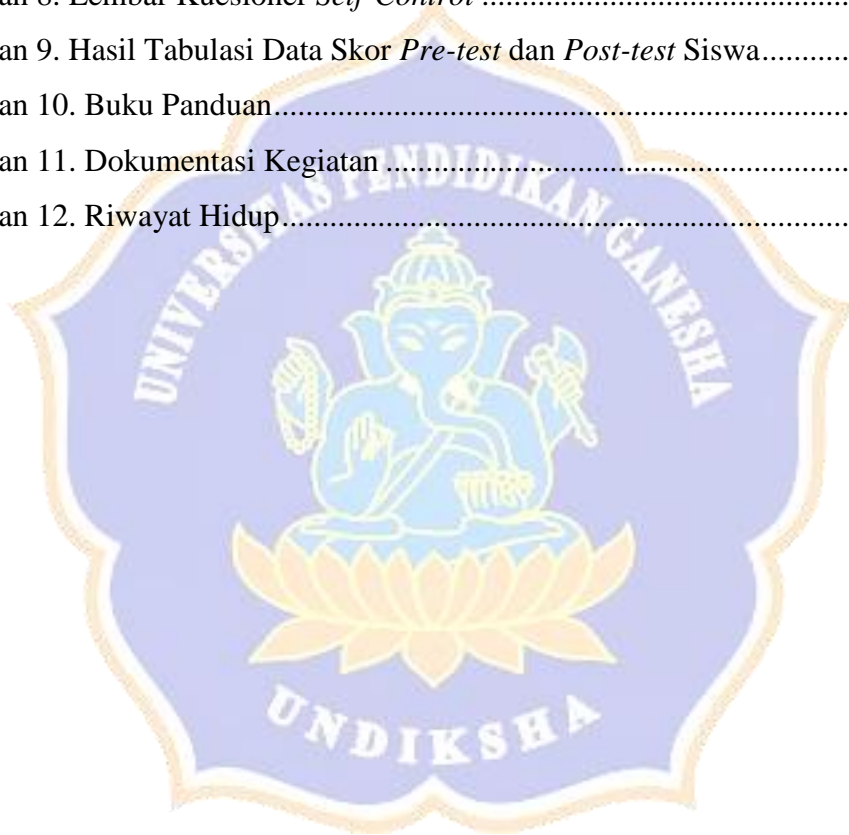 an 8. Lembar Kuesioner Self-Control ....................................................
an 9. Hasil Tabulasi Data Skor Pre-test dan Post-test Siswa............
an 10. Buku Panduan....................................................................................
an 11. Dokumentasi Kegiatan .....................................................................
an 12. Riwayat Hidup...................................................................................
UNIVERSITAS PENDIDIKAN GANESHA
UNDIKSHA